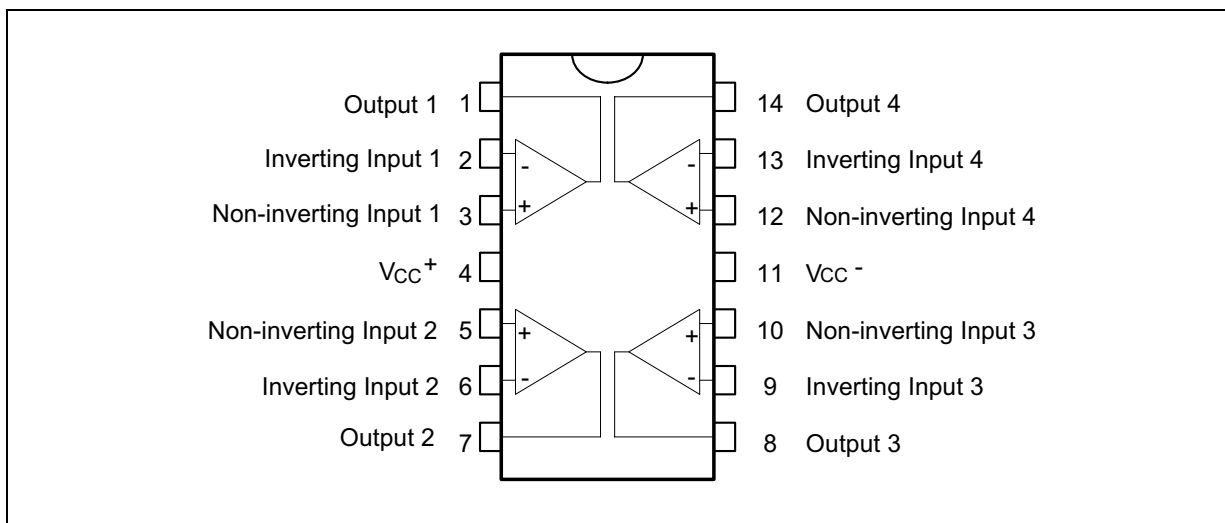 Output 1 1
14 Output 4
Inverting Input 1 2
-
-
13 Inverting Input 4
Non-inverting Input 1 3
+
+
12 Non-inverting Input 4
VCC+ 4
11 VCC -
Non-inverting Input 2 5
+
+
10 Non-inverting Input 3
Inverting Input 2 6
-
-
9 Inverting Input 3
Output 2 7
8 Output 3